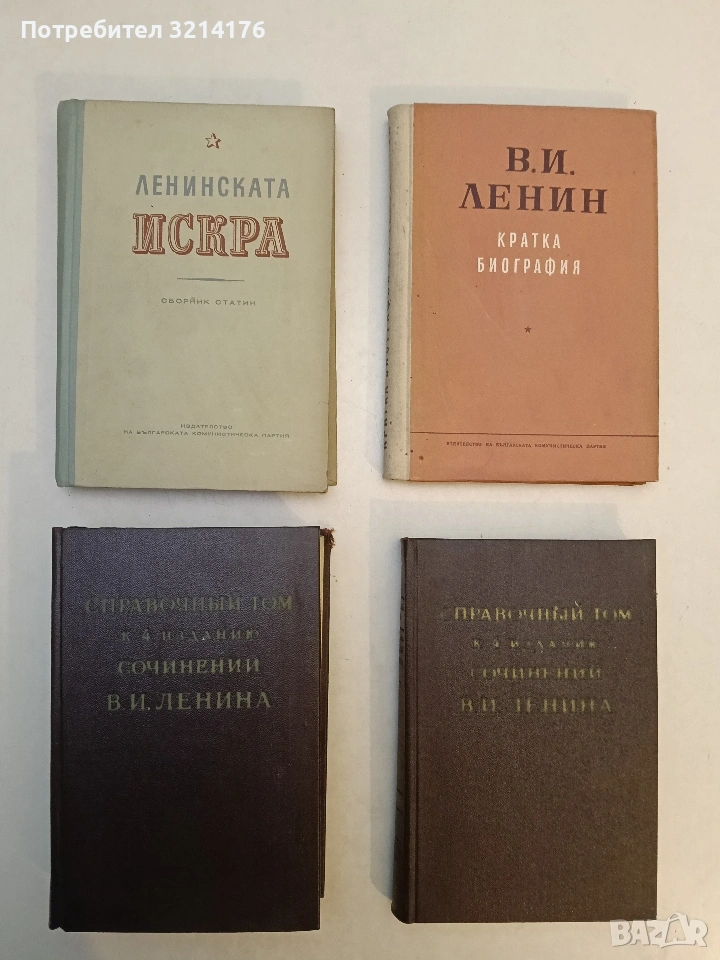 Потребител 3214176
ЛЕНИНСКАТА
ИСКРА
СБОРНИК СТАТИИ
ИЗДАТЕЛСТВО
НА БЪЛГАРСКАТА КОМУНИСТИЧЕСКА ПАРТИЯ
В.И.
ЛЕНИН
КРАТКА
БИОГРАФИЯ
ИЗДАТЕЛСТВО НА БЪЛГАРСКАТА КОМУНИСТИЧЕСКА ПАРТИЯ
СПРАВОЧНЫЙ ТОМ
К 4 ИЗДАНИЮ
СОЧИНЕНИЙ
В.И. ЛЕНИНА
СПРАВОЧНЫЙ ТОМ
К 4 ИЗДАНИЮ
СОЧИНЕНИЙ
В.И. ЛЕНИНА
BAZAR